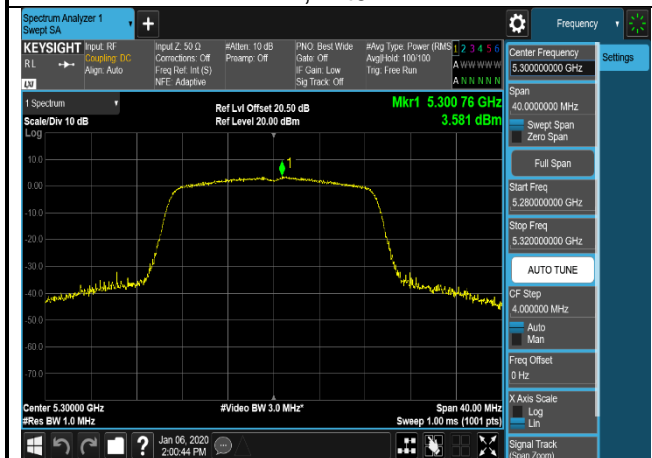 Spectrum Analyzer 1
Swept SA
+
Frequency
KEYSIGHT
RL
LXI
Input: RF
Coupling: DC
Align: Auto
Input Z: 50 Ω
Corrections: Off
Freq Ref: Int (S)
NFE: Adaptive
#Atten: 10 dB
Preamp: Off
PNO: Best Wide
Gate: Off
IF Gain: Low
Sig Track: Off
#Avg Type: Power (RMS
Avg|Hold: 100/100
Trig: Free Run
1 2 3 4 5 6
A W W W W W
A N N N N N
1 Spectrum
Scale/Div 10 dB
Log
Ref Lvl Offset 20.50 dB
Ref Level 20.00 dBm
Mkr1 5.300 76 GHz
3.581 dBm
1
10.0
0.00
-10.0
-20.0
-30.0
-40.0
-50.0
-60.0
-70.0
Center 5.30000 GHz
#Res BW 1.0 MHz
#Video BW 3.0 MHz*
Span 40.00 MHz
Sweep 1.00 ms (1001 pts)
Center Frequency
5.300000000 GHz
Settings
Span
40.0000000 MHz
Swept Span
Zero Span
Full Span
Start Freq
5.280000000 GHz
Stop Freq
5.320000000 GHz
AUTO TUNE
CF Step
4.000000 MHz
Auto
Man
Freq Offset
0 Hz
X Axis Scale
Log
Lin
Signal Track
(Span Zoom)
?
Jan 06, 2020
2:00:44 PM